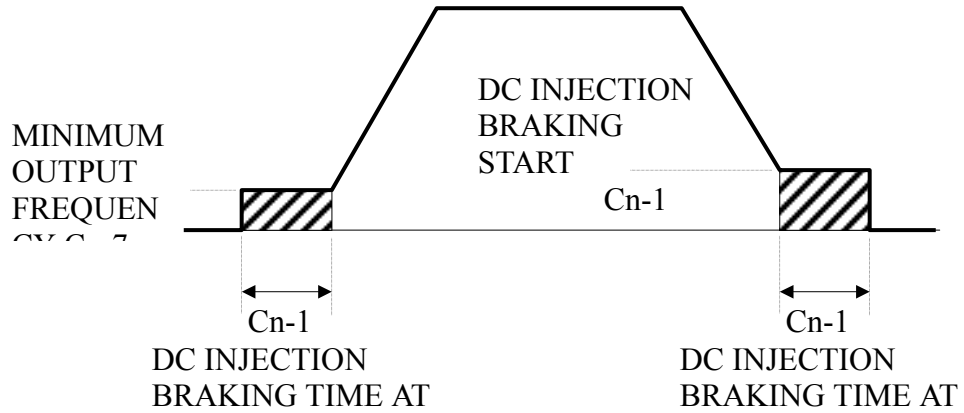 DC INJECTION
BRAKING
START
MINIMUM
OUTPUT
FREQUEN
Cn-1
Cn-1
DC INJECTION
BRAKING TIME AT
Cn-1
DC INJECTION
BRAKING TIME AT